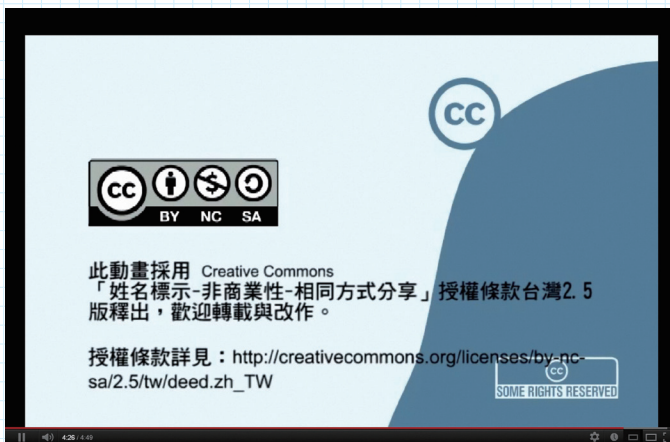 cc
cc BY NC SA
此動畫採用 Creative Commons
「姓名標示-非商業性-相同方式分享」授權條款台灣2.5
版釋出，歡迎轉載與改作。
授權條款詳見：http://creativecommons.org/licenses/by-nc-
sa/2.5/tw/deed.zh_TW
cc
SOME RIGHTS RESERVED
4:26 / 4:49